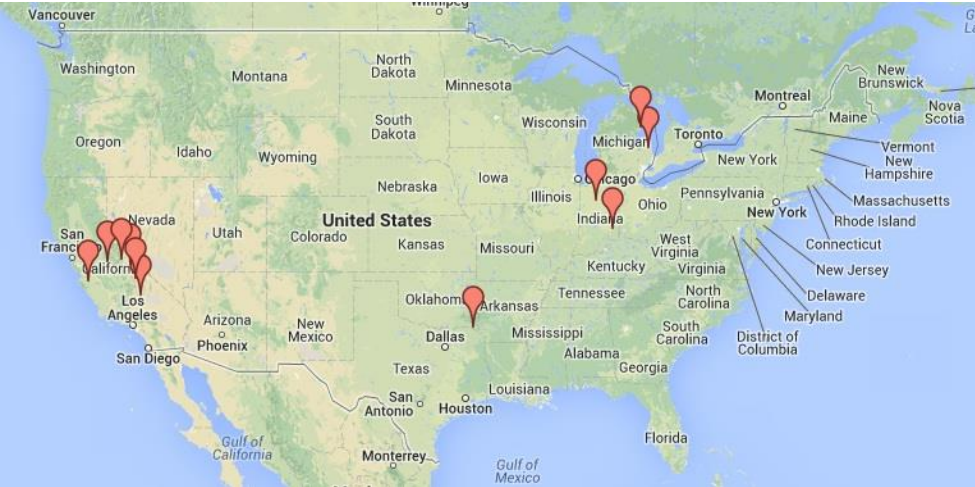 Vancouver
Winnipeg
Washington
Montana
North
Dakota
Minnesota
Montreal
New
Brunswick
Maine
Nova
Scotia
Oregon
Idaho
Wyoming
South
Dakota
Wisconsin
Michigan
Toronto
New York
Vermont
New
Hampshire
Massachusetts
Rhode Island
Connecticut
New Jersey
Delaware
Maryland
District of
Columbia
Nebraska
Iowa
Chicago
Illinois
Indiana
Ohio
Pennsylvania
New York
Nevada
Utah
Colorado
United States
Kansas
Missouri
West
Virginia
Virginia
Kentucky
San
Franc
Californ
Los
Angeles
San Diego
Arizona
Phoenix
New
Mexico
Oklahom
Arkansas
Tennessee
North
Carolina
South
Carolina
Dallas
Mississippi
Alabama
Georgia
Texas
Louisiana
San
Antonio
Houston
Florida
Gulf of
California
Monterrey
Gulf of
Mexico